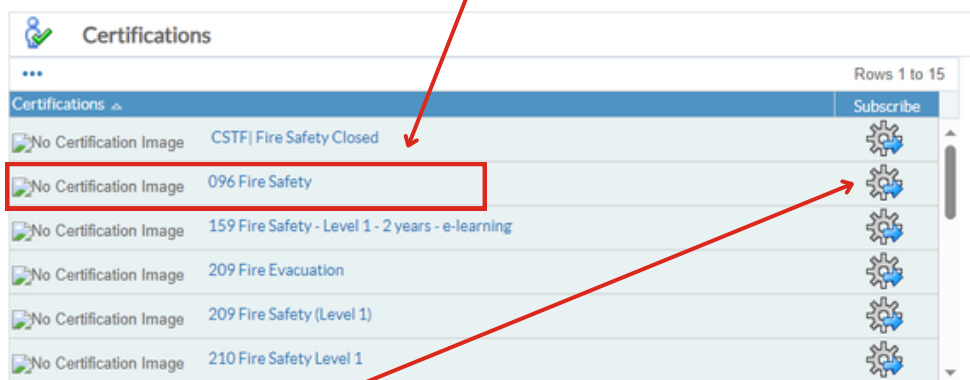 Certifications
••• Rows 1 to 15
Certifications Subscribe
No Certification Image CSTF| Fire Safety Closed
No Certification Image 096 Fire Safety
No Certification Image 159 Fire Safety - Level 1 - 2 years - e-learning
No Certification Image 209 Fire Evacuation
No Certification Image 209 Fire Safety (Level 1)
No Certification Image 210 Fire Safety Level 1